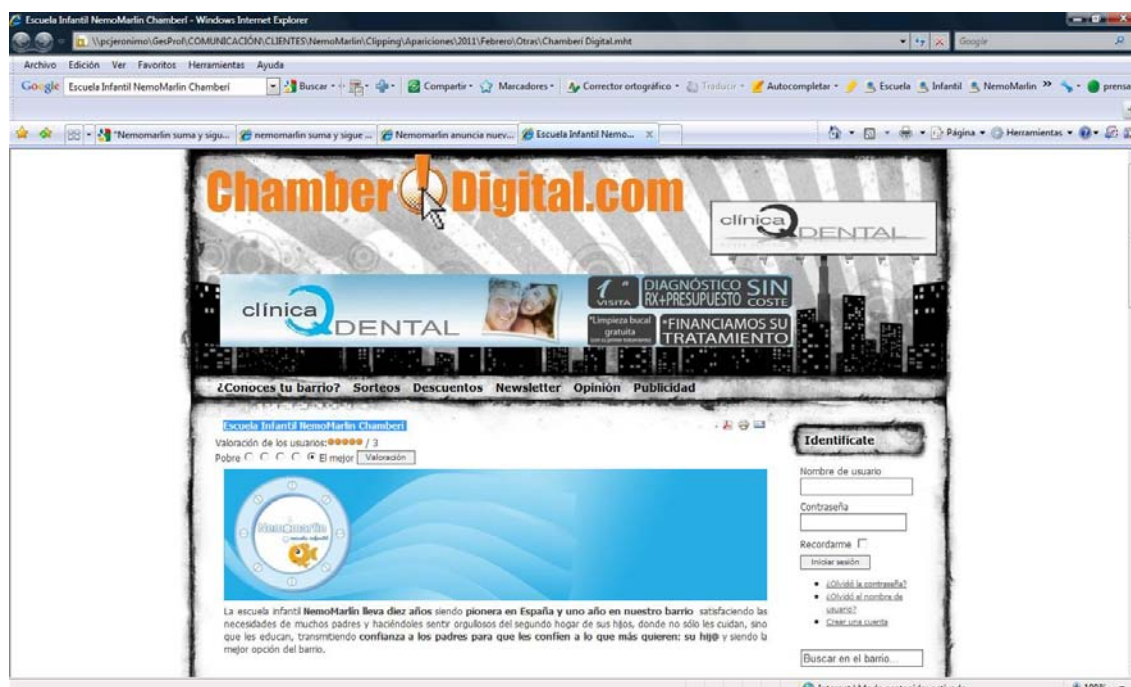 Escuela Infantil NemoMarlin Chamberí - Windows Internet Explorer
\\pcjeronimo\GesProf\COMUNICACIÓN\CLIENTES\NemoMarlin\Clipping\Apariciones\2011\Febrero\Otras\Chamberí Digital.mht
Google
Archivo Edición Ver Favoritos Herramientas Ayuda
Google Escuela Infantil NemoMarlin Chamberí Buscar Compartir Marcadores Corrector ortográfico Traducir Autocompletar Escuela Infantil NemoMarlin prensa
"Nemomarlin suma y sigu... nemomarlin suma y sigue ... Nemomarlin anuncia nuev... Escuela Infantil Nemo... Página Herramientas
Chamber! Digital.com
clínica Q DENTAL
clínica Q DENTAL
1ª VISITA DIAGNÓSTICO SIN RX+PRESUPUESTO COSTE
*Limpieza bucal gratuita
*FINANCIAMOS SU TRATAMIENTO
¿Conoces tu barrio? Sorteos Descuentos Newsletter Opinión Publicidad
Escuela Infantil NemoMarlin Chamberí
Valoración de los usuarios: / 3
Pobre El mejor Valoración
Nemomarlin
escuela infantil
La escuela infantil NemoMarlín lleva diez años siendo pionera en España y uno año en nuestro barrio satisfaciendo las
necesidades de muchos padres y haciéndoles sentir orgullosos del segundo hogar de sus hijos, donde no sólo les cuidan, sino
que les educan, transmitiendo confianza a los padres para que les confíen a lo que más quieren: su hij@ y siendo la
mejor opción del barrio.
Identifícate
Nombre de usuario
Contraseña
Recordarme
Iniciar sesión
¿Olvidó la contraseña?
¿Olvidó el nombre de
usuario?
Crear una cuenta
Buscar en el barrio...
100%